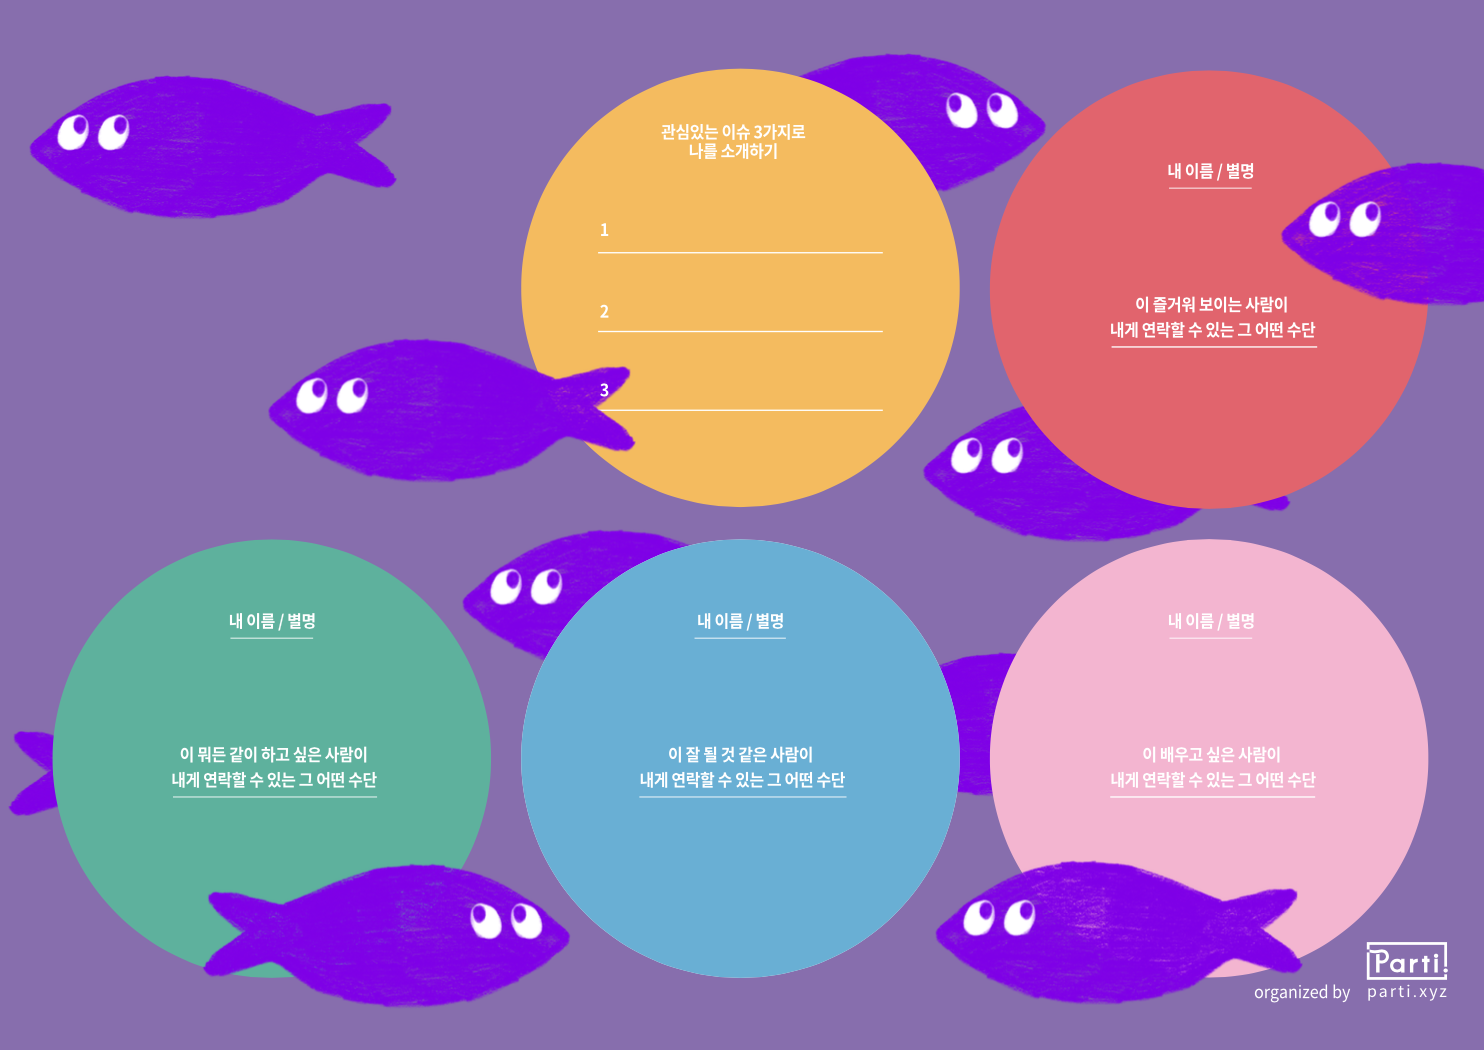 관심있는 이슈 3가지로
나를 소개하기
1
2
3
내 이름 / 별명
이 즐거워 보이는 사람이
내게 연락할 수 있는 그 어떤 수단
내 이름 / 별명
이 뭐든 같이 하고 싶은 사람이
내게 연락할 수 있는 그 어떤 수단
내 이름 / 별명
이 잘 될 것 같은 사람이
내게 연락할 수 있는 그 어떤 수단
내 이름 / 별명
이 배우고 싶은 사람이
내게 연락할 수 있는 그 어떤 수단
Parti!
organized by parti.xyz